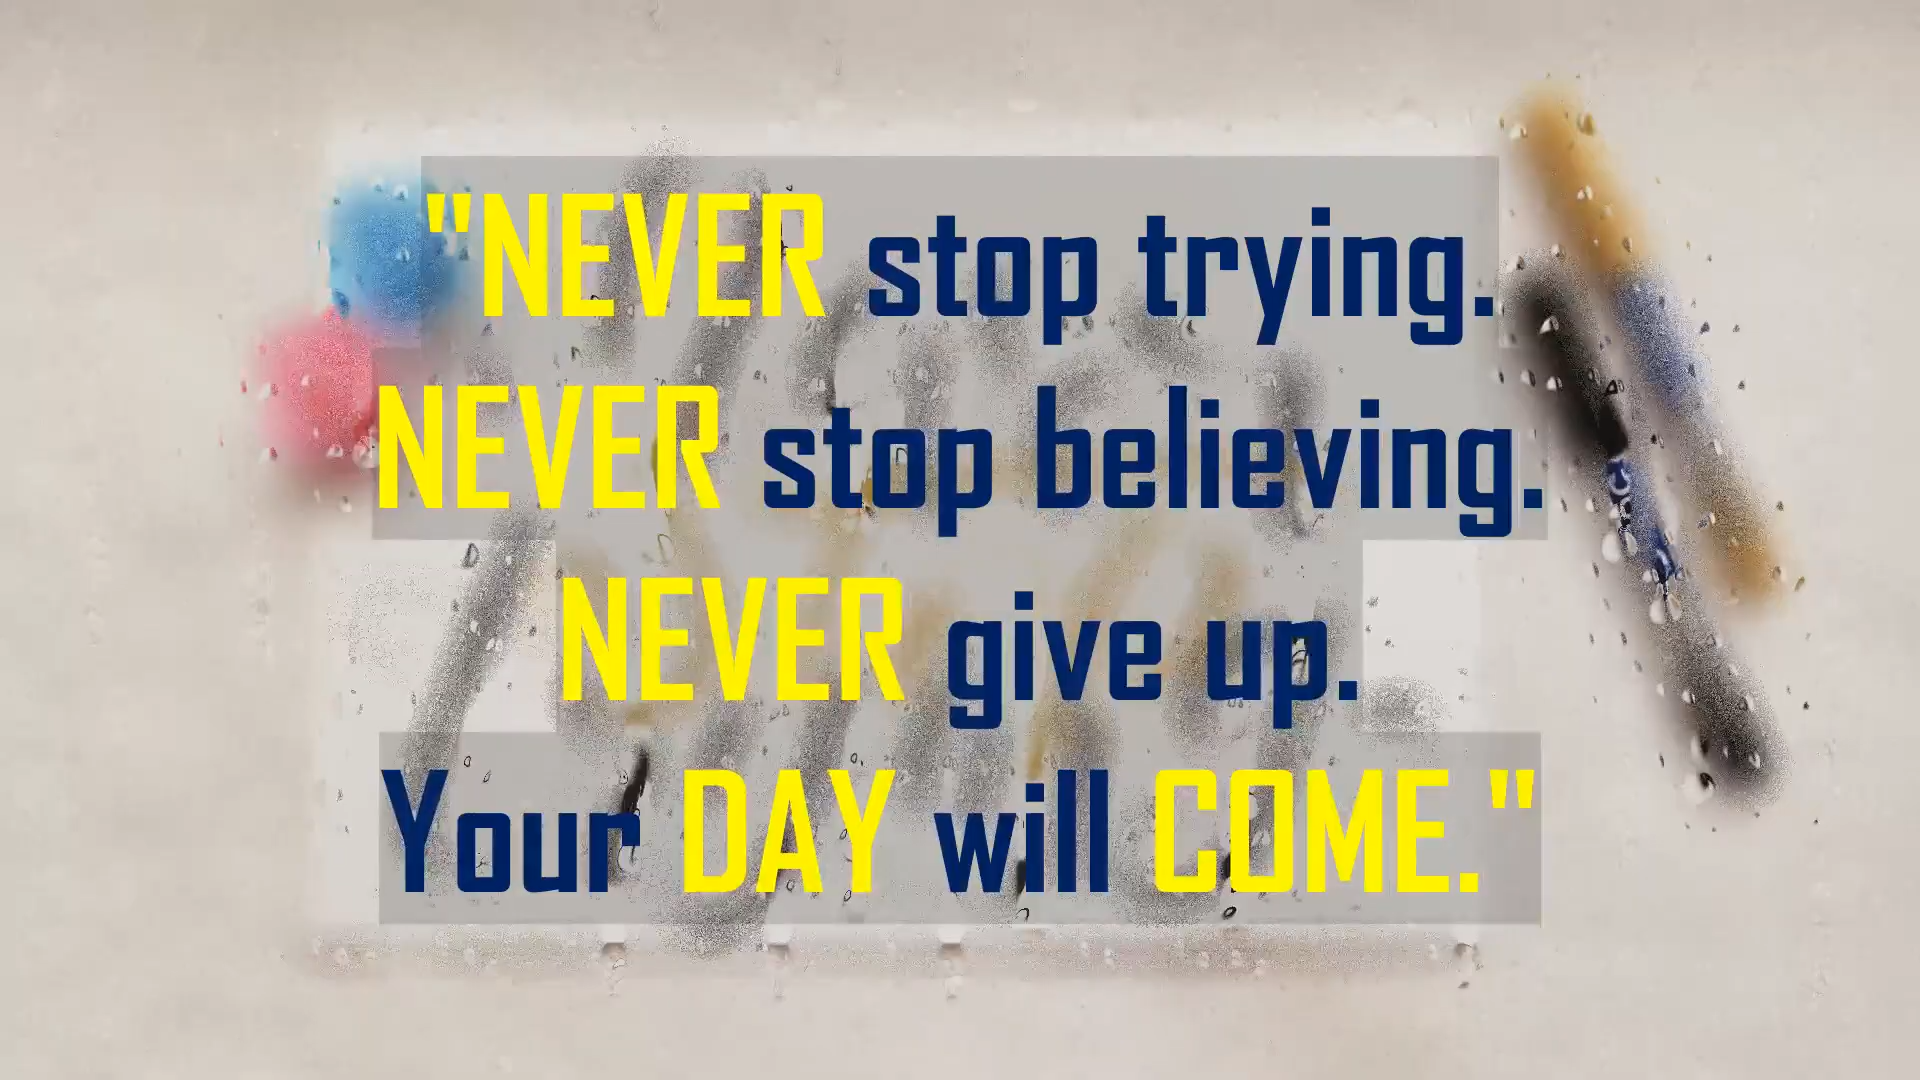 "NEVER stop trying.
NEVER stop believing.
NEVER give up.
Your DAY will COME."